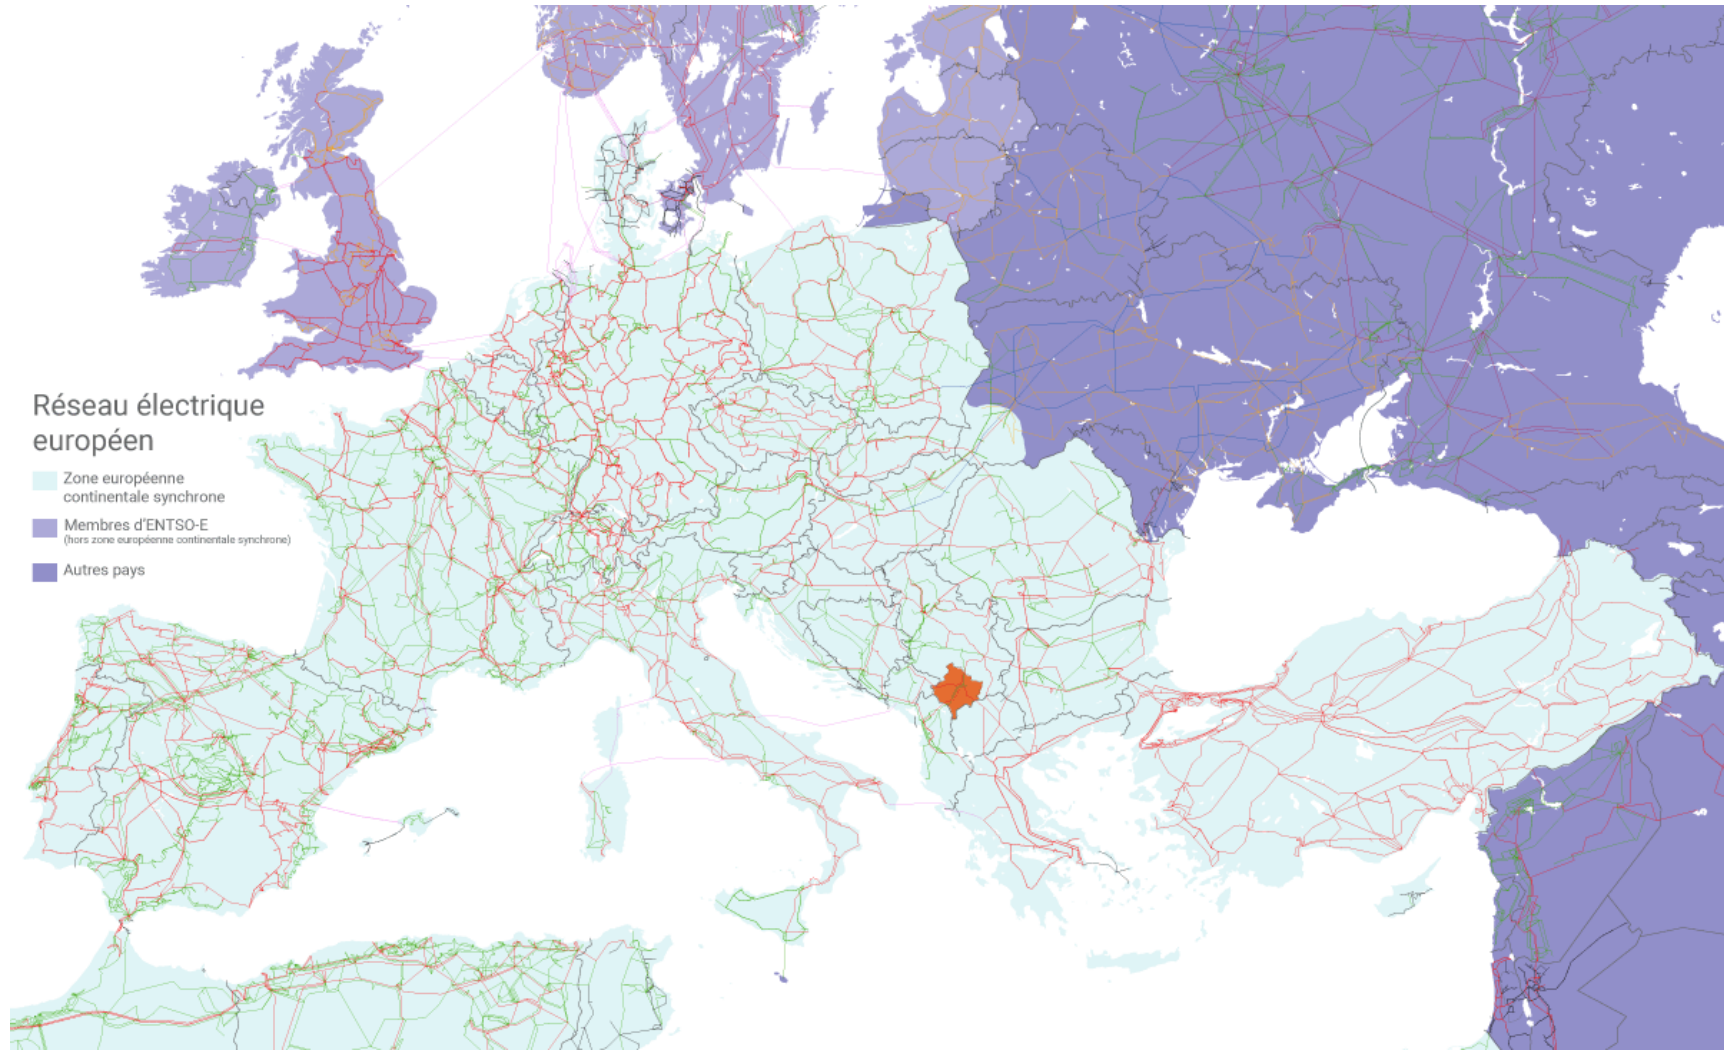 Réseau électrique
européen
Zone européenne
continentale synchrone
Membres d'ENTSO-E
(hors zone européenne continentale synchrone)
Autres pays